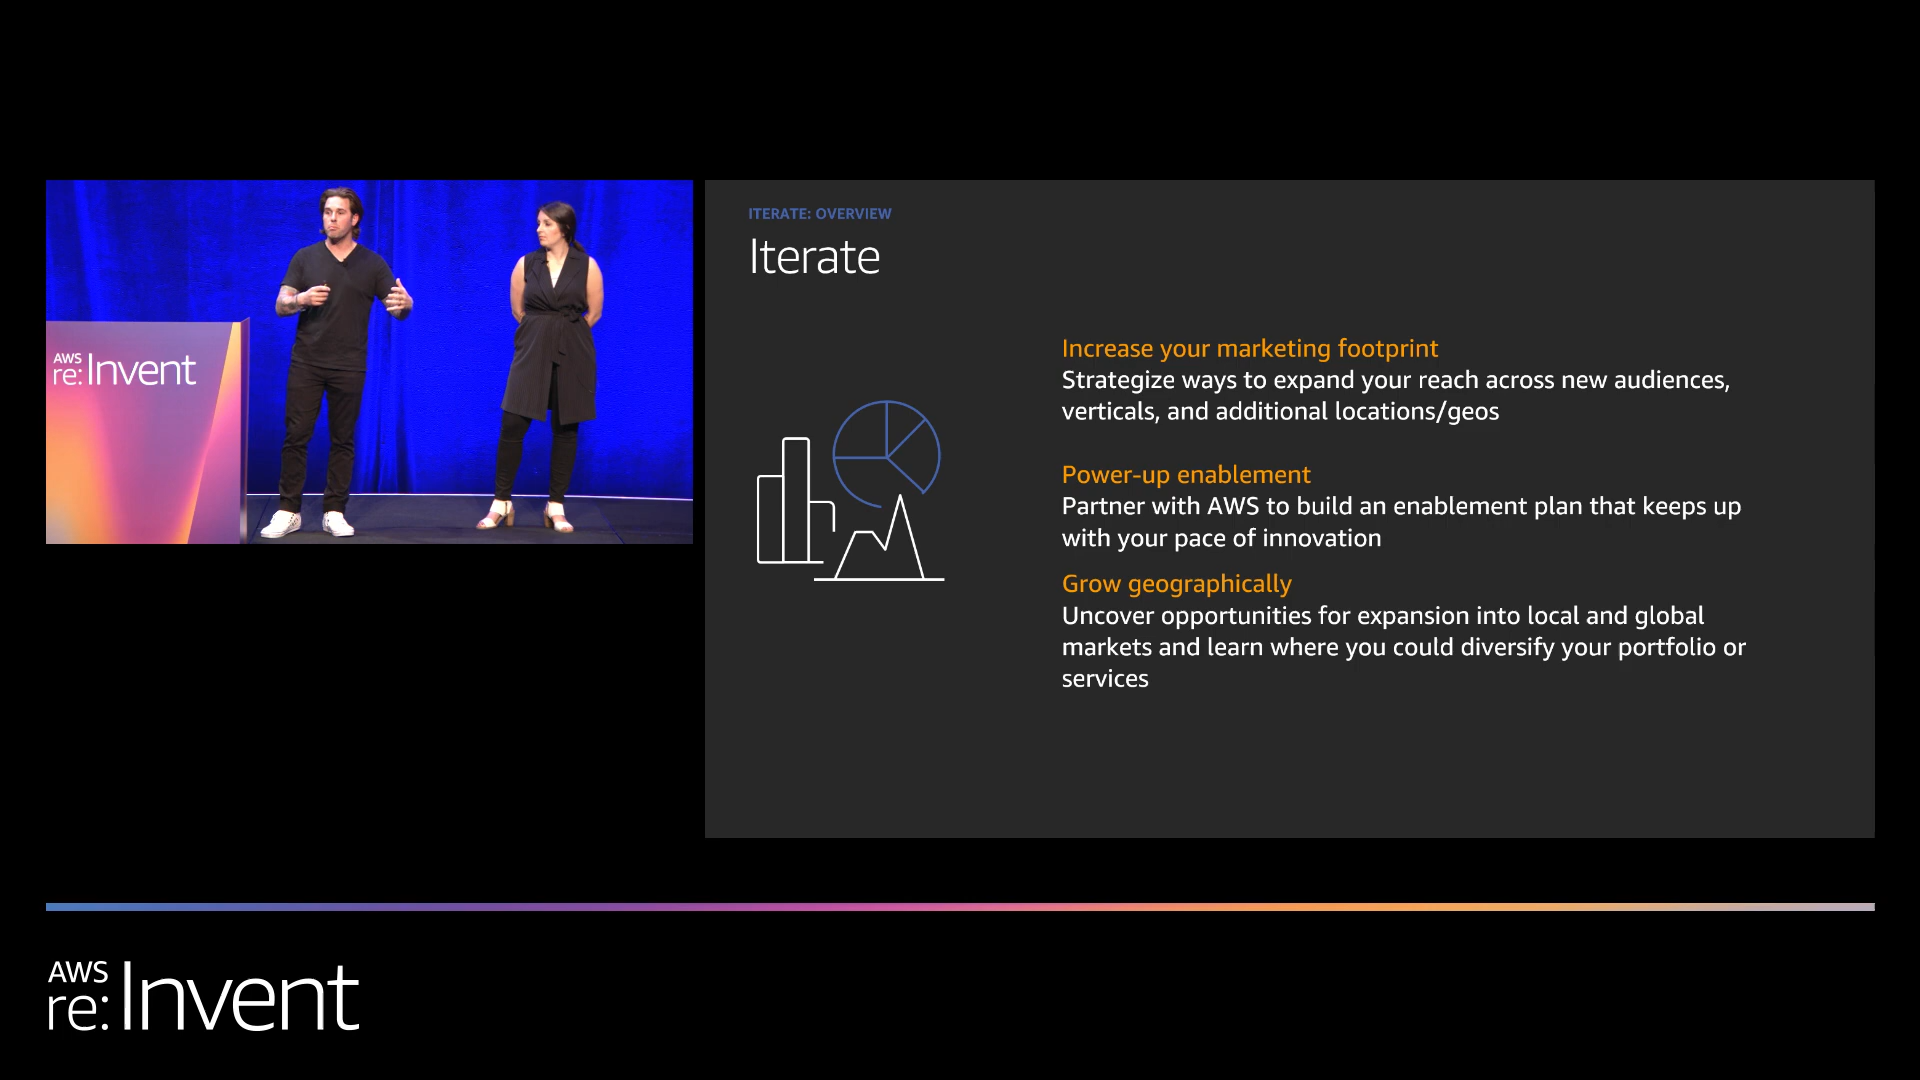 AWS
re:Invent
ITERATE: OVERVIEW
Iterate
Increase your marketing footprint
Strategize ways to expand your reach across new audiences,
verticals, and additional locations/geos
Power-up enablement
Partner with AWS to build an enablement plan that keeps up
with your pace of innovation
Grow geographically
Uncover opportunities for expansion into local and global
markets and learn where you could diversify your portfolio or
services
AWS
re:Invent